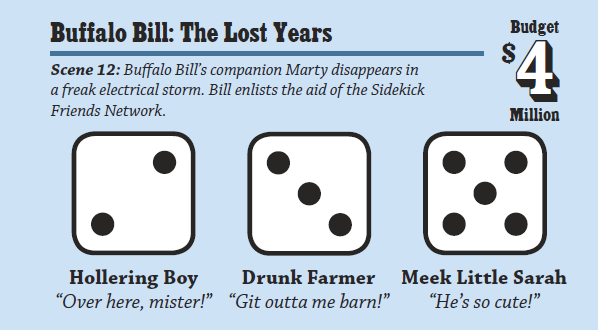 Buffalo Bill: The Lost Years
Budget
$4
Million
Scene 12: Buffalo Bill's companion Marty disappears in
a freak electrical storm. Bill enlists the aid of the Sidekick
Friends Network.
Hollering Boy
"Over here, mister!"
Drunk Farmer
"Git outta me barn!"
Meek Little Sarah
"He's so cute!"